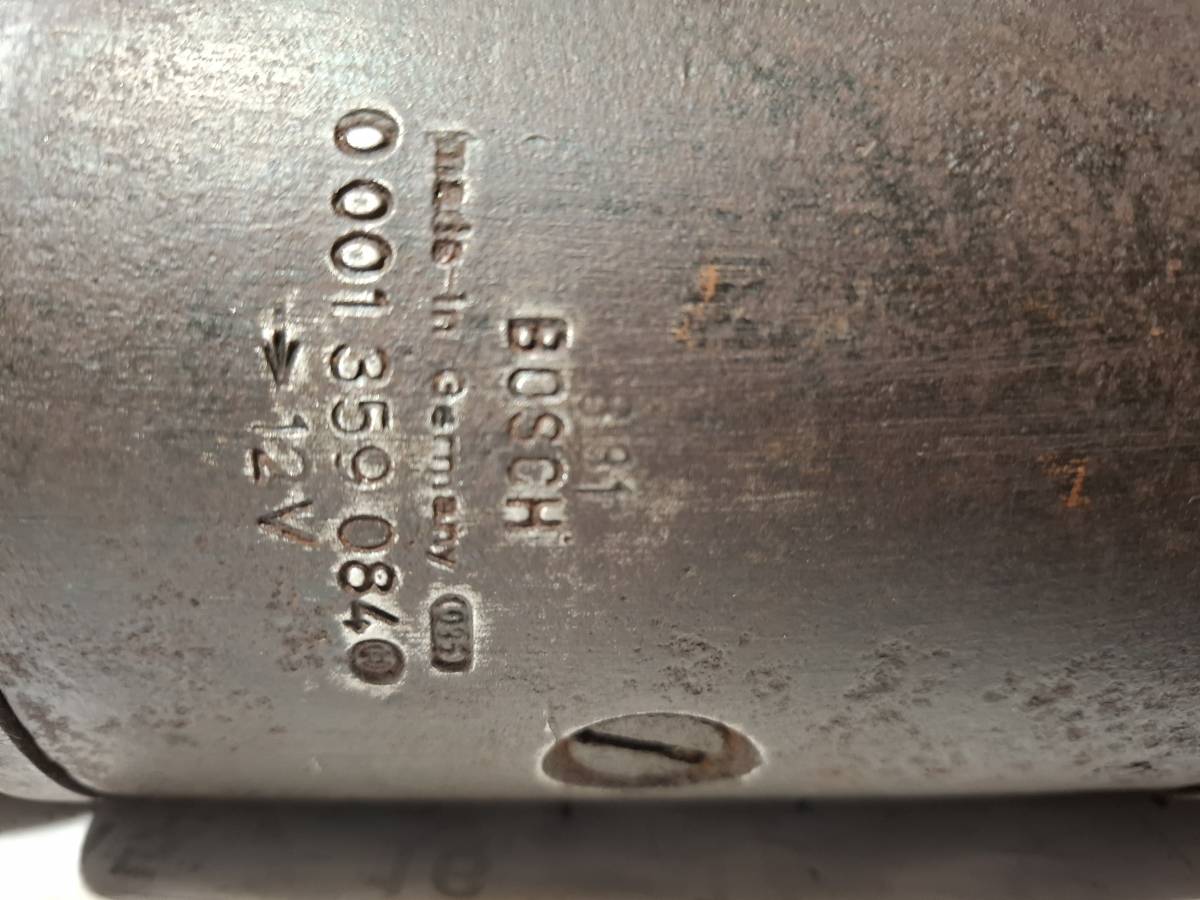 BOSCH
made in Germany
0 001 359 084
→ 12 V